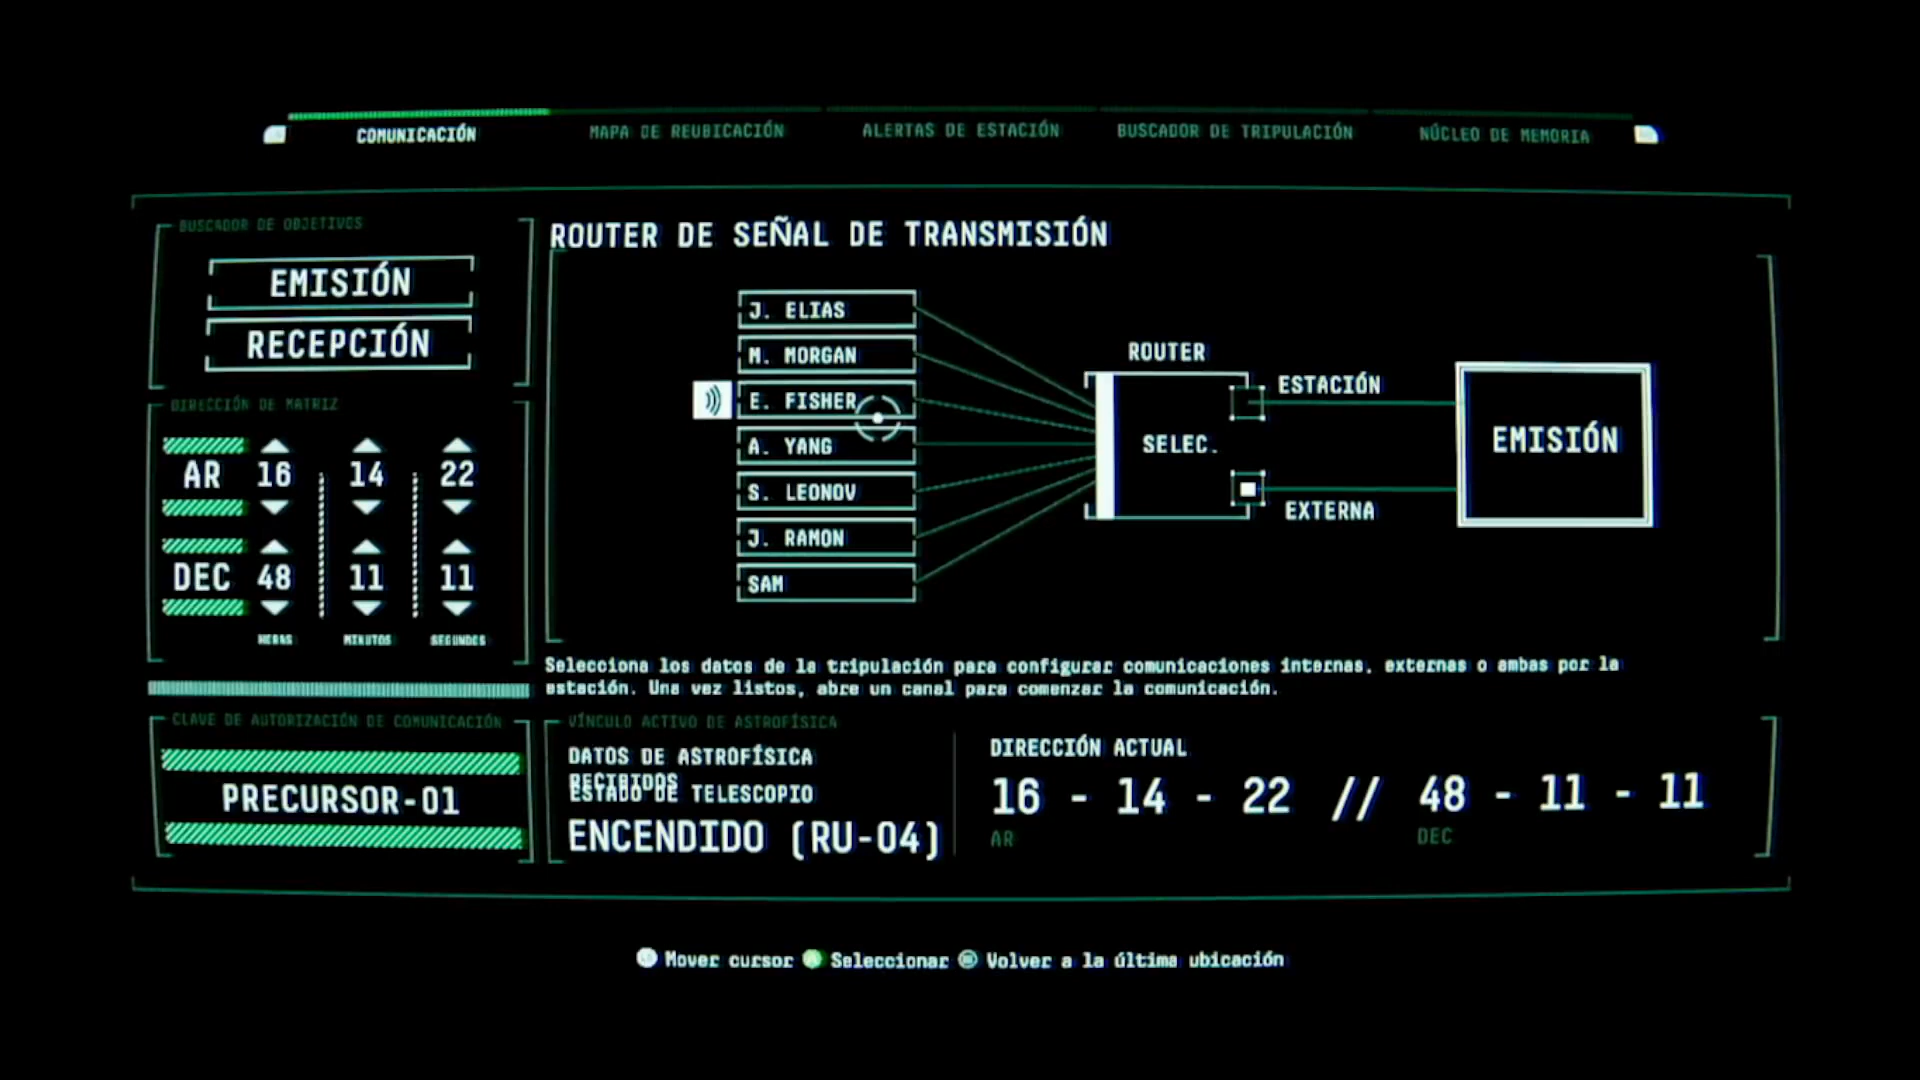 COMUNICACIÓN
MAPA DE REUBICACIÓN
ALERTAS DE ESTACIÓN
BUSCADOR DE TRIPULACIÓN
NÚCLEO DE MEMORIA
BUSCADOR DE OBJETIVOS
EMISIÓN
RECEPCIÓN
DIRECCIÓN DE MATRIZ
AR 16 14 22
DEC 48 11 11
HORAS MINUTOS SEGUNDOS
CLAVE DE AUTORIZACIÓN DE COMUNICACIÓN
PRECURSOR-01
ROUTER DE SEÑAL DE TRANSMISIÓN
J. ELIAS
M. MORGAN
E. FISHER
A. YANG
S. LEONOV
J. RAMON
SAM
ROUTER
SELEC.
ESTACIÓN
EXTERNA
EMISIÓN
Selecciona los datos de la tripulación para configurar comunicaciones internas, externas o ambas por la
estación. Una vez listos, abre un canal para comenzar la comunicación.
VÍNCULO ACTIVO DE ASTROFÍSICA
DATOS DE ASTROFÍSICA
RECIBIDOS
ESTADO DE TELESCOPIO
ENCENDIDO (RU-04)
DIRECCIÓN ACTUAL
16 - 14 - 22 // 48 - 11 - 11
AR DEC
Mover cursor Seleccionar Volver a la última ubicación